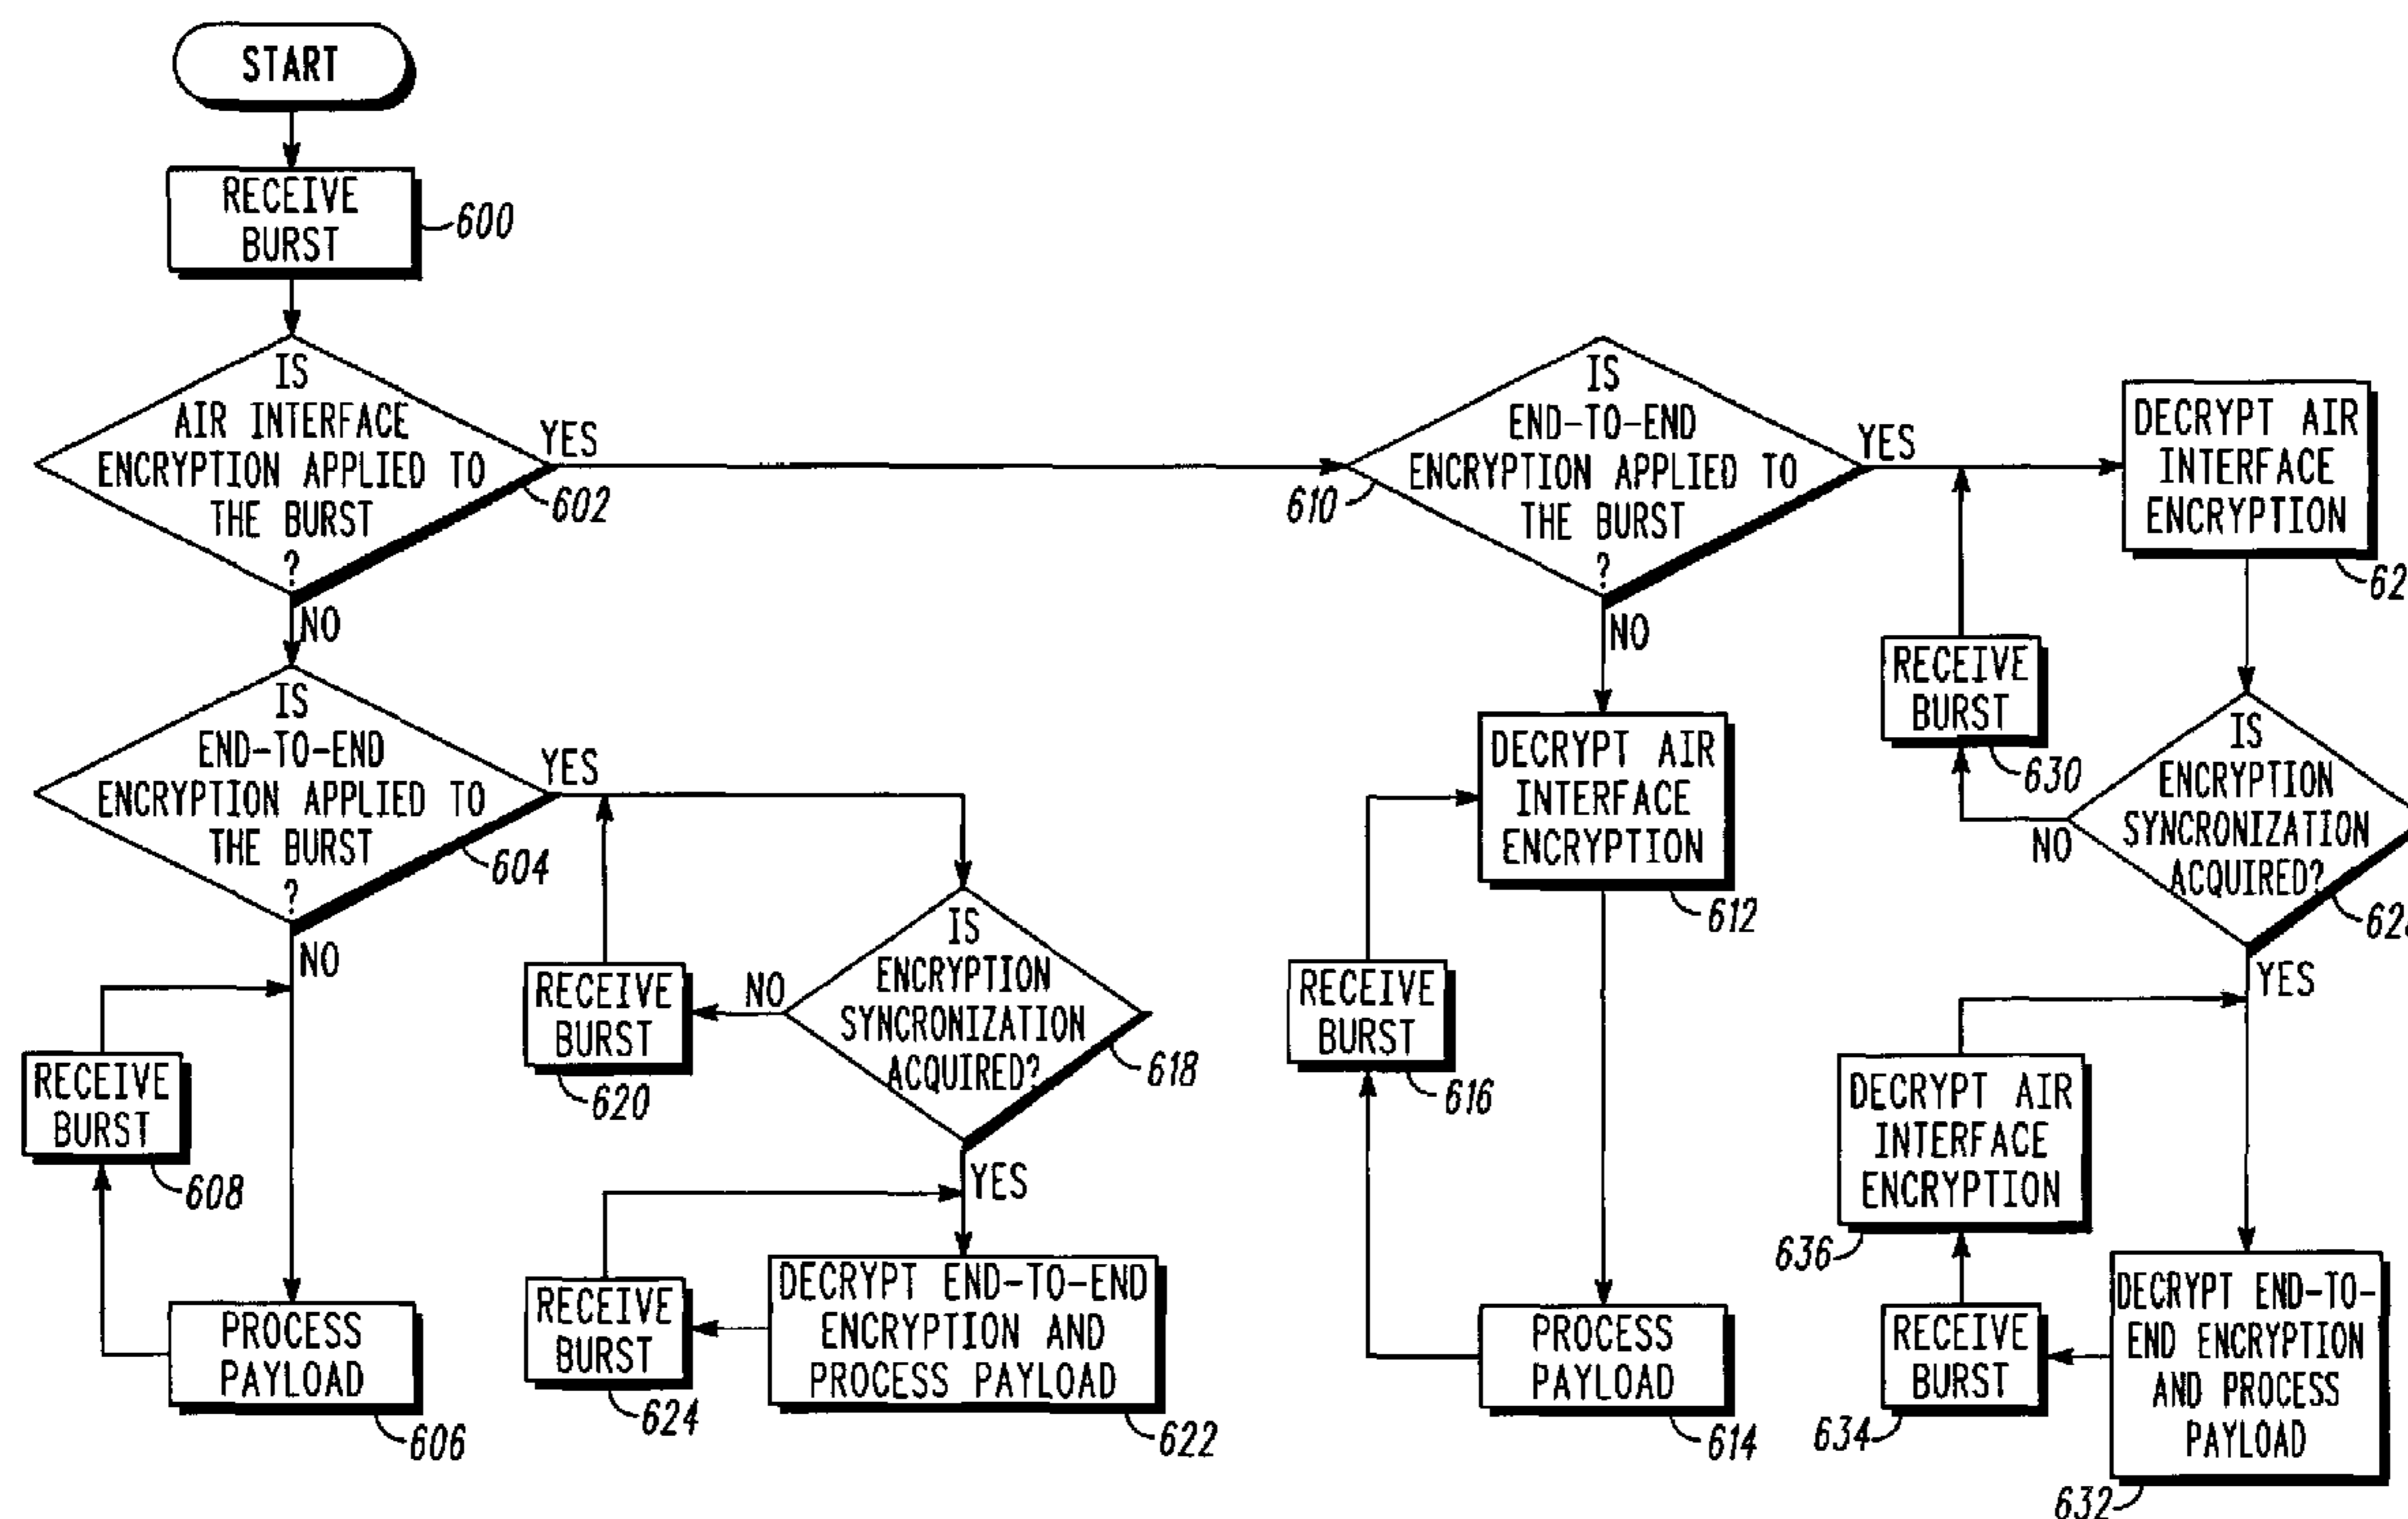 START
RECEIVE
BURST
600
IS
AIR INTERFACE
ENCRYPTION APPLIED TO
THE BURST
?
602
YES
NO
IS
END-TO-END
ENCRYPTION APPLIED TO
THE BURST
?
604
YES
NO
RECEIVE
BURST
608
PROCESS
PAYLOAD
606
RECEIVE
BURST
620
NO
IS
ENCRYPTION
SYNCRONIZATION
ACQUIRED?
618
YES
RECEIVE
BURST
624
DECRYPT END-TO-END
ENCRYPTION AND
PROCESS PAYLOAD
622
IS
END-TO-END
ENCRYPTION APPLIED TO
THE BURST
?
610
YES
NO
DECRYPT AIR
INTERFACE
ENCRYPTION
612
RECEIVE
BURST
616
PROCESS
PAYLOAD
614
DECRYPT AIR
INTERFACE
ENCRYPTION
RECEIVE
BURST
630
NO
IS
ENCRYPTION
SYNCRONIZATION
ACQUIRED?
YES
DECRYPT AIR
INTERFACE
ENCRYPTION
636
RECEIVE
BURST
634
DECRYPT END-TO-
END ENCRYPTION
AND PROCESS
PAYLOAD
632